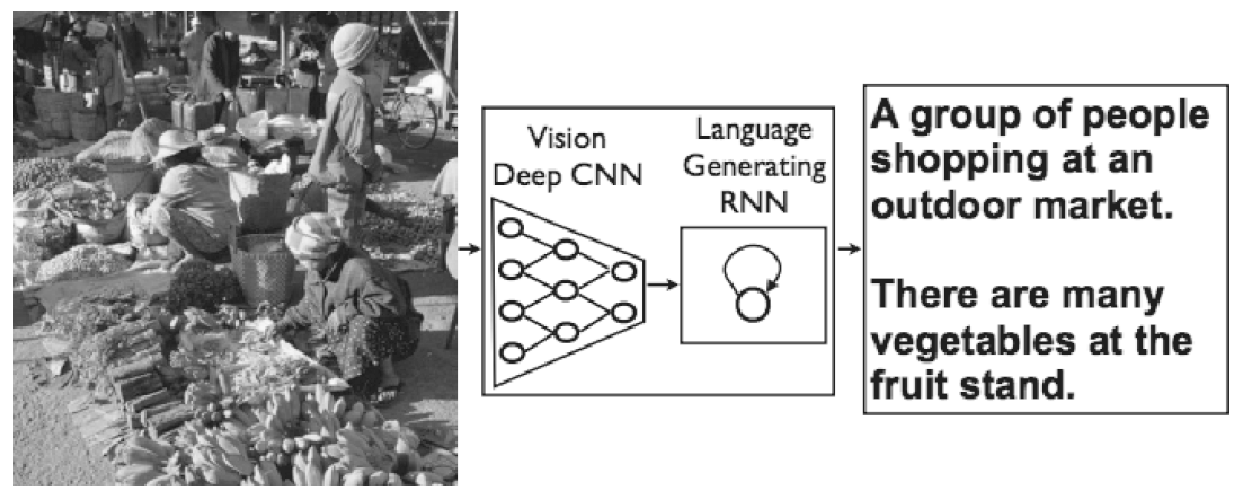 Vision
Deep CNN
Language
Generating
RNN
A group of people
shopping at an
outdoor market.
There are many
vegetables at the
fruit stand.